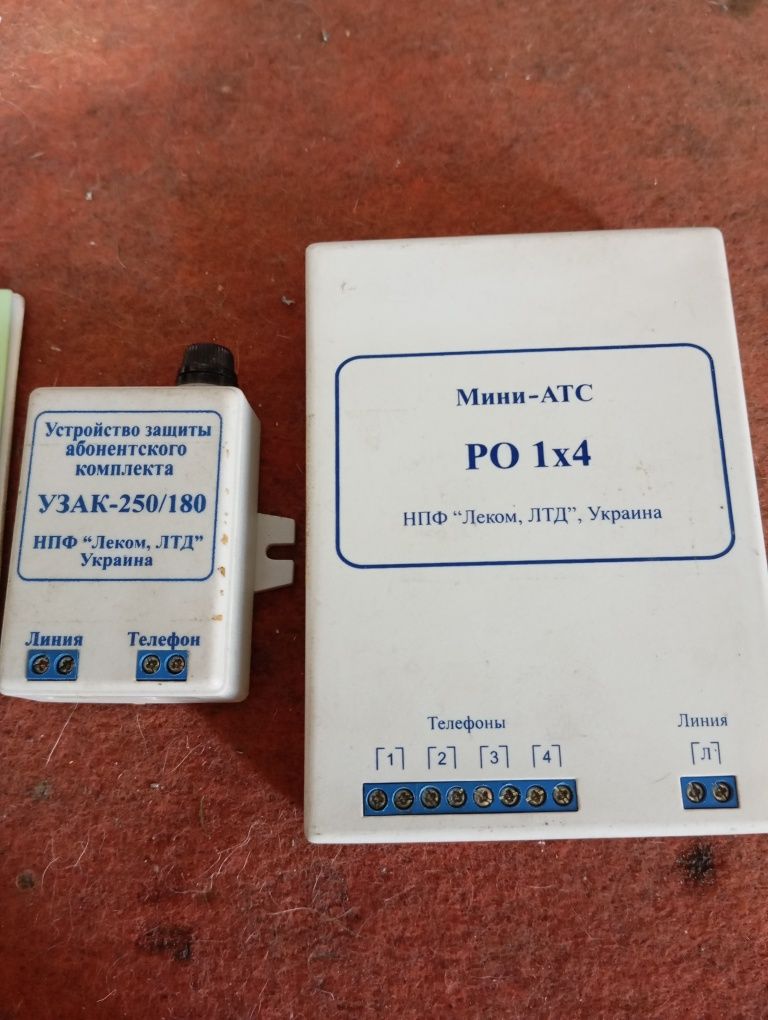 Устройство защиты
абонентского
комплекта
УЗАК-250/180
НПФ “Леком, ЛТД”
Украина
Линия
Телефон
Мини-АТС
РО 1х4
НПФ “Леком, ЛТД”, Украина
Телефоны
1 2 3 4
Линия
Л